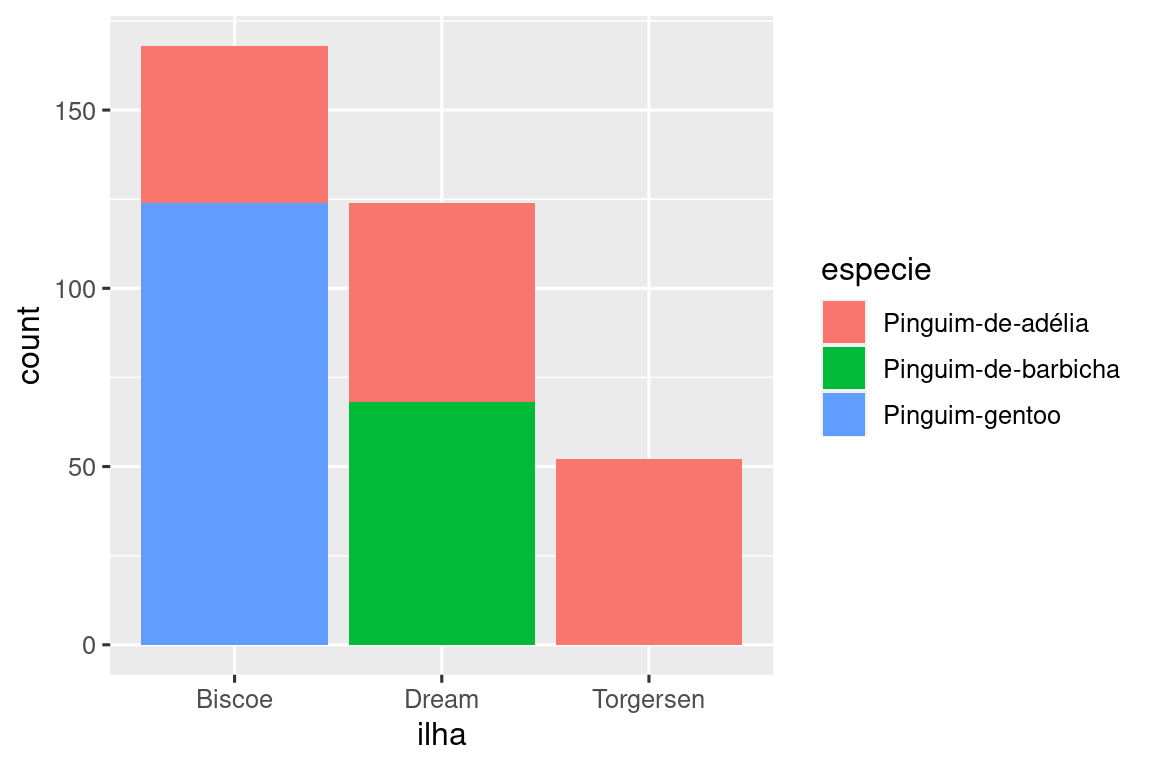 150
100
50
0
count
Biscoe
Dream
Torgersen
ilha
especie
Pinguim-de-adélia
Pinguim-de-barbicha
Pinguim-gentoo